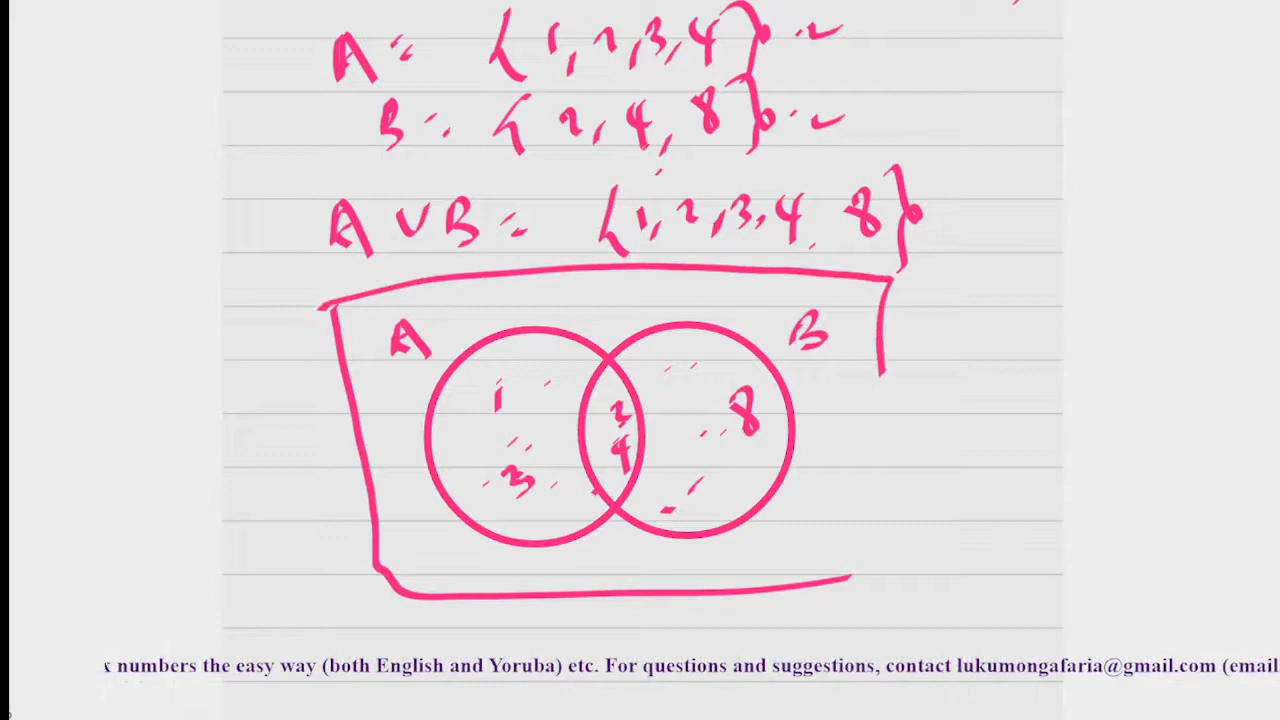 A = {1, 2, 3, 4}
B = {2, 4, 8}
A ∪ B = {1, 2, 3, 4, 8}
A B
1 2 8
3 4
x numbers the easy way (both English and Yoruba) etc. For questions and suggestions, contact lukumongafaria@gmail.com (email